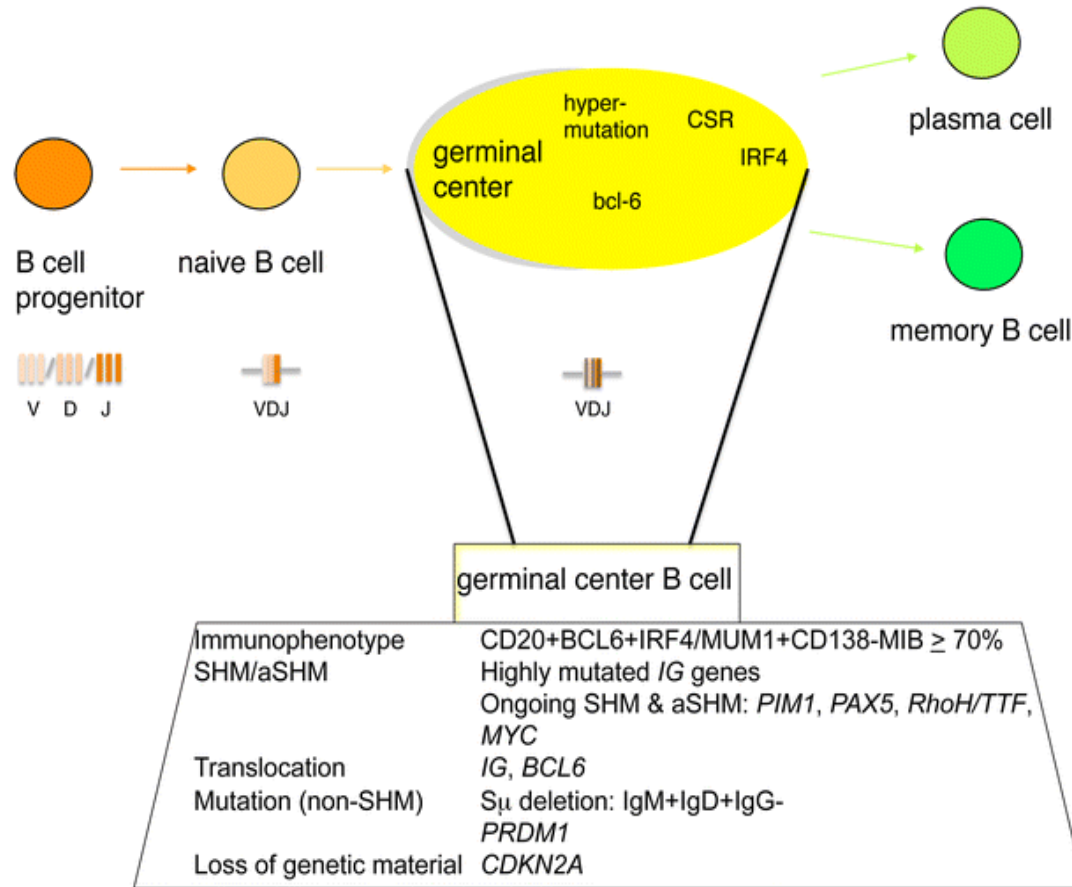 hyper-
mutation
CSR
IRF4
germinal
center
bcl-6
plasma cell
B cell
progenitor
naive B cell
memory B cell
V D J
VDJ
VDJ
germinal center B cell
Immunophenotype CD20+BCL6+IRF4/MUM1+CD138-MIB ≥ 70%
SHM/aSHM Highly mutated IG genes
Ongoing SHM & aSHM: PIM1, PAX5, RhoH/TTF,
MYC
Translocation IG, BCL6
Mutation (non-SHM) Sμ deletion: IgM+IgD+IgG-
PRDM1
Loss of genetic material CDKN2A